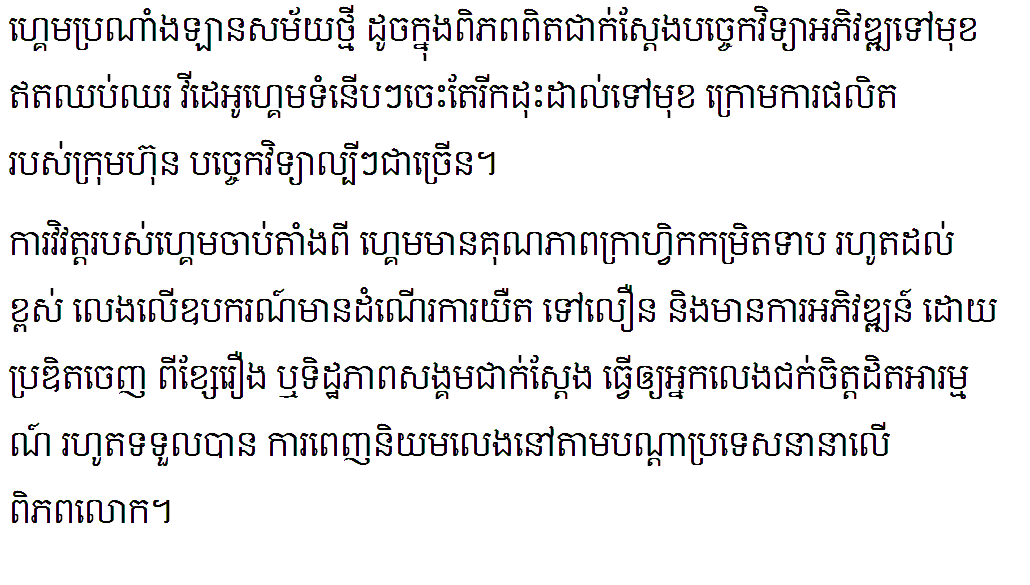 ហ្គេមប្រណាំងឡានសម័យថ្មី ដូចក្នុងពិភពពិតជាក់ស្ដែងបច្ចេកវិទ្យាអភិវឌ្ឍទៅមុខ
ឥតឈប់ឈរ វីដេអូហ្គេមទំនើបៗចេះតែរីកដុះដាល់ទៅមុខ ក្រោមការផលិត
របស់ក្រុមហ៊ុន បច្ចេកវិទ្យាល្បីៗជាច្រើន។
ការវិវត្តរបស់ហ្គេមចាប់តាំងពី ហ្គេមមានគុណភាពក្រាហ្វិកកម្រិតទាប រហូតដល់
ខ្ពស់ លេងលើឧបករណ៍មានដំណើរការយឺត ទៅលឿន និងមានការអភិវឌ្ឍន៍ ដោយ
ប្រឌិតចេញ ពីខ្សែរឿង ឬទិដ្ឋភាពសង្គមជាក់ស្ដែង ធ្វើឲ្យអ្នកលេងជក់ចិត្តដិតអារម្ម
ណ៍ រហូតទទួលបាន ការពេញនិយមលេងនៅតាមបណ្ដាប្រទេសនានាលើ
ពិភពលោក។